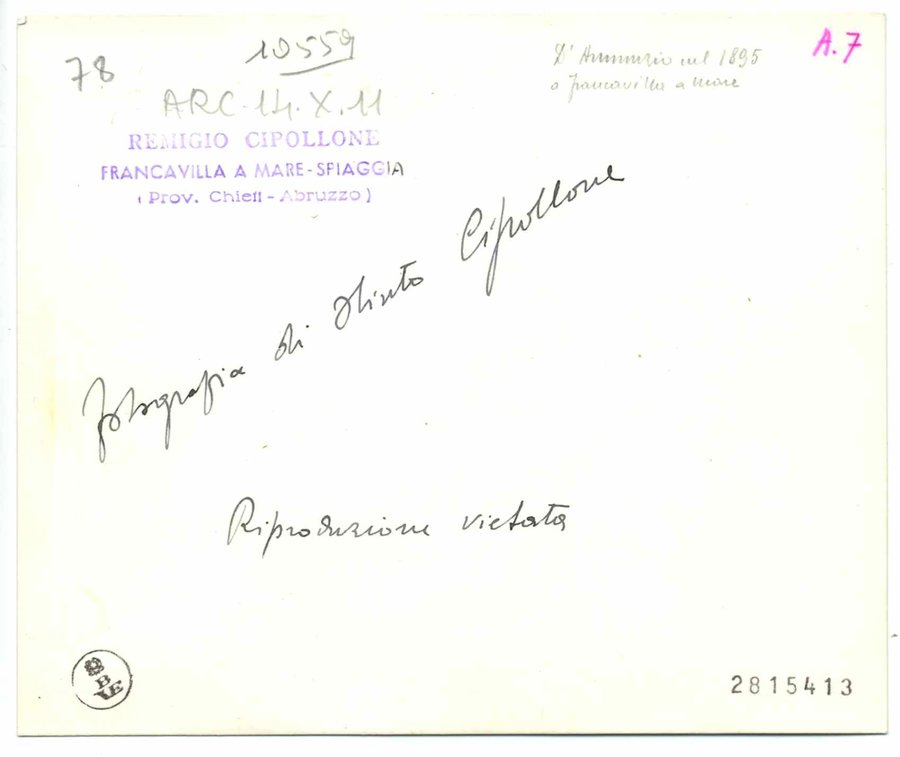 78
10559
ARC. 14. X. 11
D'Annunzio nel 1895
a Francavilla a Mare
A.7
REMIGIO CIPOLLONE
FRANCAVILLA A MARE-SPIAGGIA
(Prov. Chieti - Abruzzo)
fotografia di Olinto Cipollone
Riproduzione vietata
B
VE
2815413